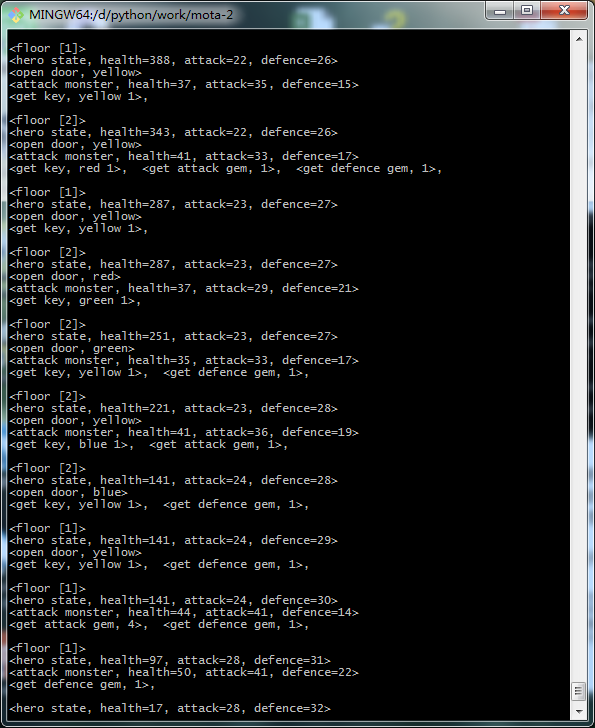 MINGW64:/d/python/work/mota-2
<floor [1]>
<hero state, health=388, attack=22, defence=26>
<open door, yellow>
<attack monster, health=37, attack=35, defence=15>
<get key, yellow 1>,
<floor [2]>
<hero state, health=343, attack=22, defence=26>
<open door, yellow>
<attack monster, health=41, attack=33, defence=17>
<get key, red 1>,  <get attack gem, 1>,  <get defence gem, 1>,
<floor [1]>
<hero state, health=287, attack=23, defence=27>
<open door, yellow>
<get key, yellow 1>,
<floor [2]>
<hero state, health=287, attack=23, defence=27>
<open door, red>
<attack monster, health=37, attack=29, defence=21>
<get key, green 1>,
<floor [2]>
<hero state, health=251, attack=23, defence=27>
<open door, green>
<attack monster, health=35, attack=33, defence=17>
<get key, yellow 1>,  <get defence gem, 1>,
<floor [2]>
<hero state, health=221, attack=23, defence=28>
<open door, yellow>
<attack monster, health=41, attack=36, defence=19>
<get key, blue 1>,  <get attack gem, 1>,
<floor [2]>
<hero state, health=141, attack=24, defence=28>
<open door, blue>
<get key, yellow 1>,  <get defence gem, 1>,
<floor [1]>
<hero state, health=141, attack=24, defence=29>
<open door, yellow>
<get key, yellow 1>,  <get defence gem, 1>,
<floor [1]>
<hero state, health=141, attack=24, defence=30>
<attack monster, health=44, attack=41, defence=14>
<get attack gem, 4>,  <get defence gem, 1>,
<floor [1]>
<hero state, health=97, attack=28, defence=31>
<attack monster, health=50, attack=41, defence=22>
<get defence gem, 1>,
<hero state, health=17, attack=28, defence=32>